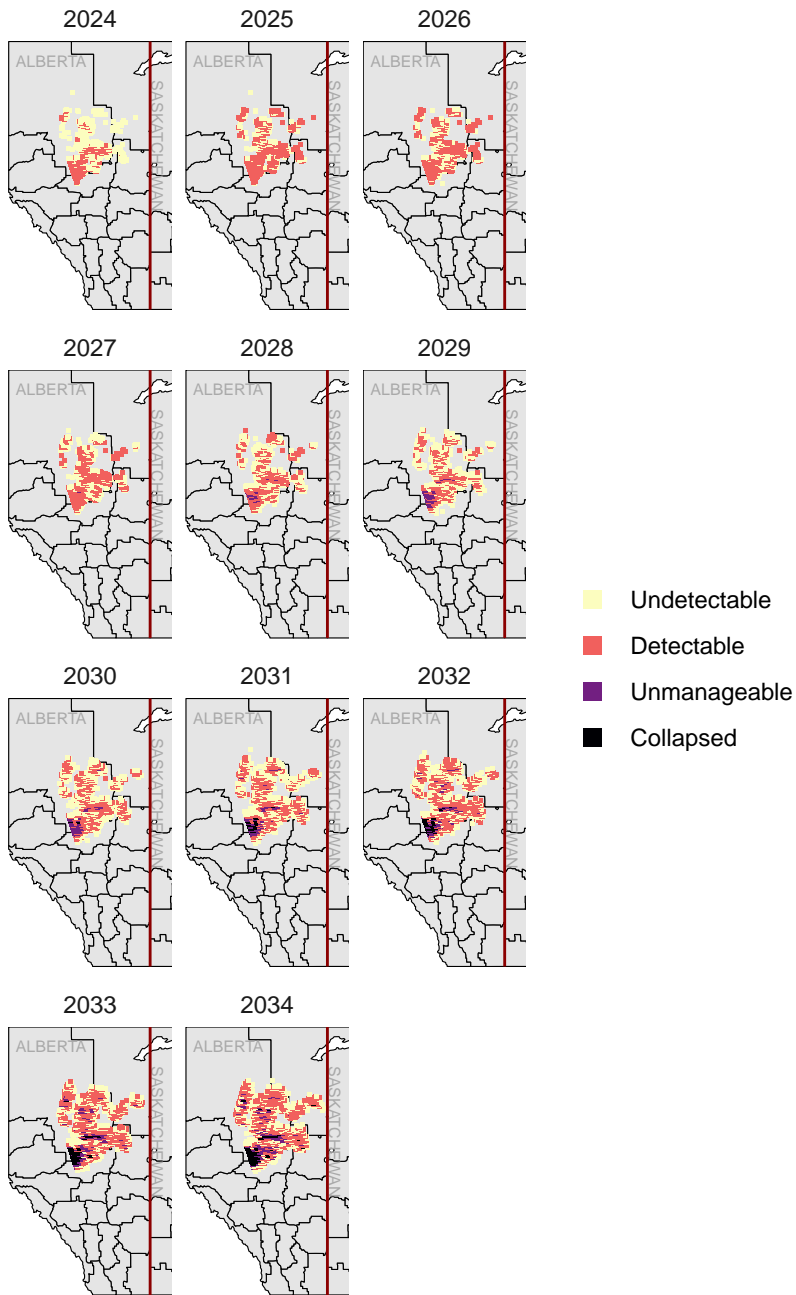 2024 2025 2026
ALBERTA ALBERTA ALBERTA
SASKATCHEWAN SASKATCHEWAN SASKATCHEWAN
2027 2028 2029
ALBERTA ALBERTA ALBERTA
SASKATCHEWAN SASKATCHEWAN SASKATCHEWAN
Undetectable
Detectable
Unmanageable
Collapsed
2030 2031 2032
ALBERTA ALBERTA ALBERTA
SASKATCHEWAN SASKATCHEWAN SASKATCHEWAN
2033 2034
ALBERTA ALBERTA
SASKATCHEWAN SASKATCHEWAN